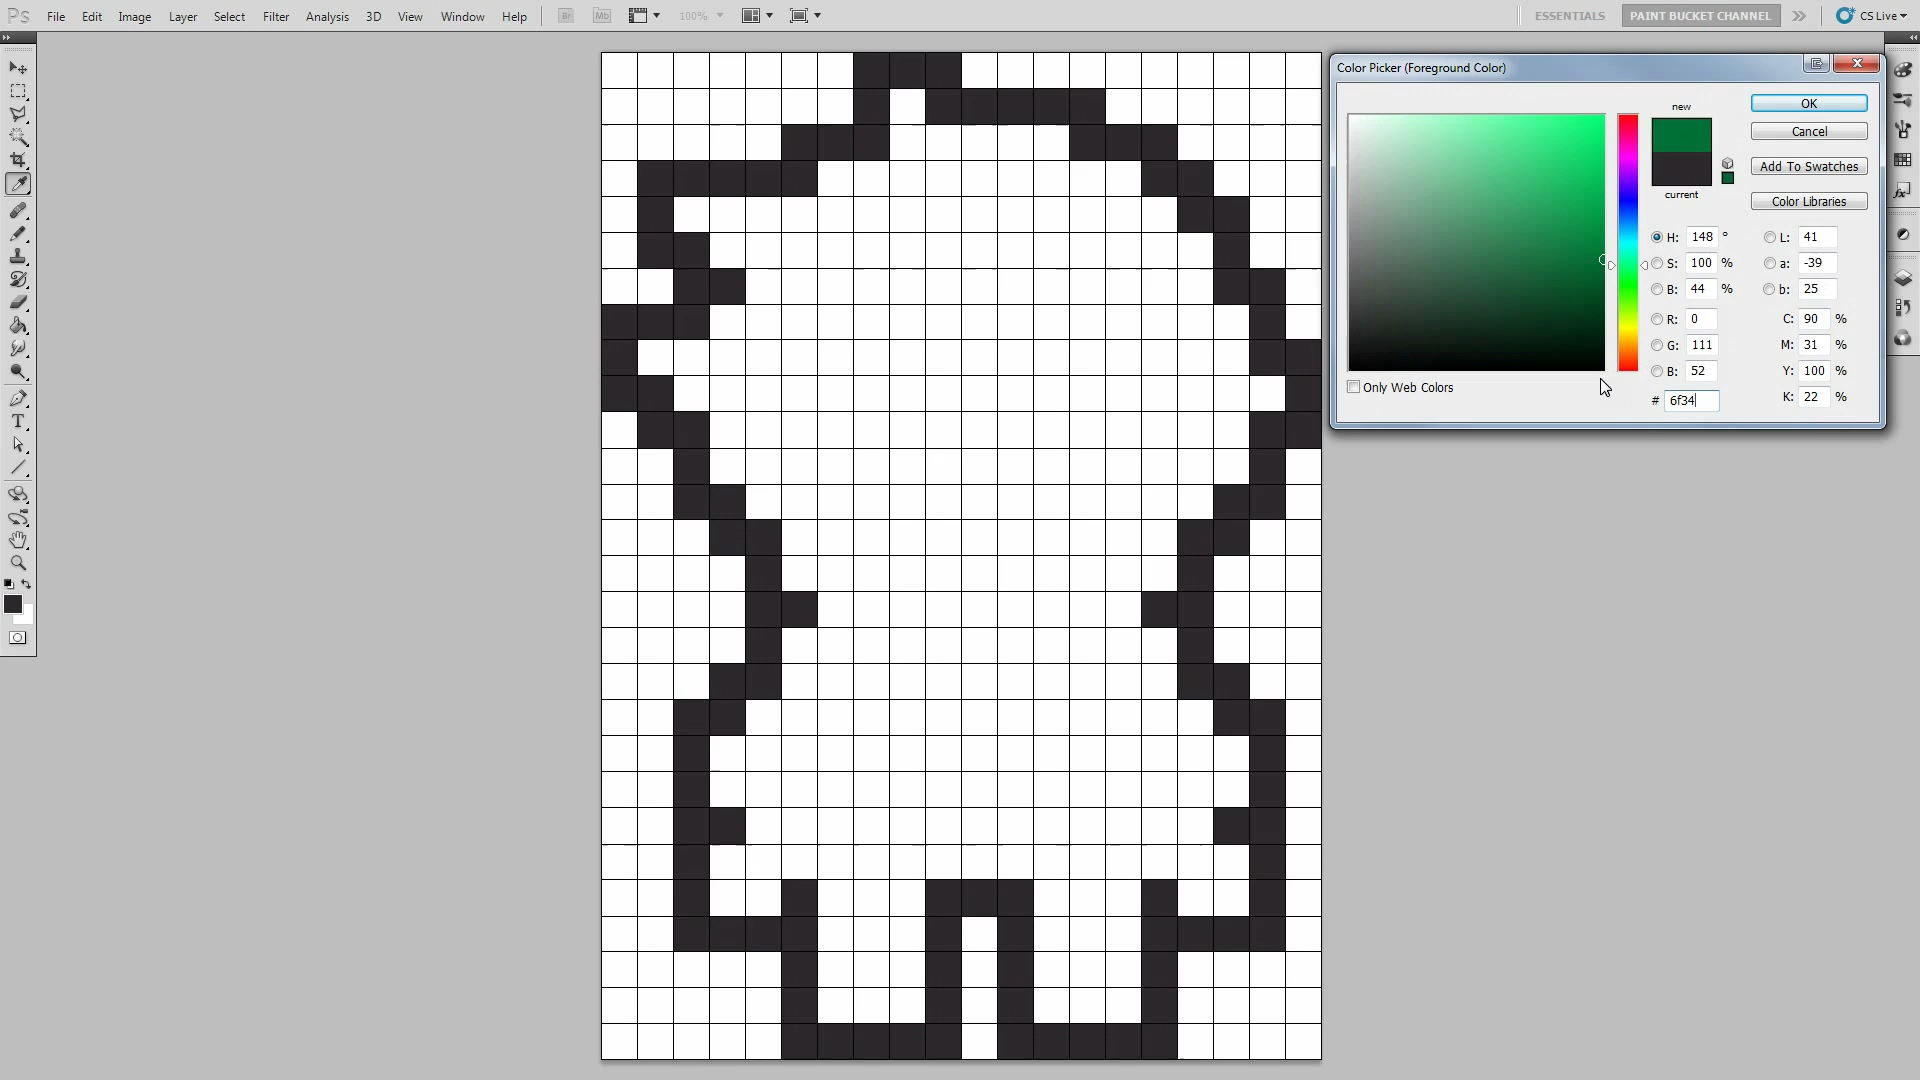 Ps File Edit Image Layer Select Filter Analysis 3D View Window Help Br Mb 100% ESSENTIALS PAINT BUCKET CHANNEL CS Live
Color Picker (Foreground Color)
new
OK
Cancel
Add To Swatches
current
Color Libraries
H: 148 ° L: 41
S: 100 % a: -39
B: 44 % b: 25
R: 0 C: 90 %
G: 111 M: 31 %
B: 52 Y: 100 %
Only Web Colors
# 6f34 K: 22 %
T